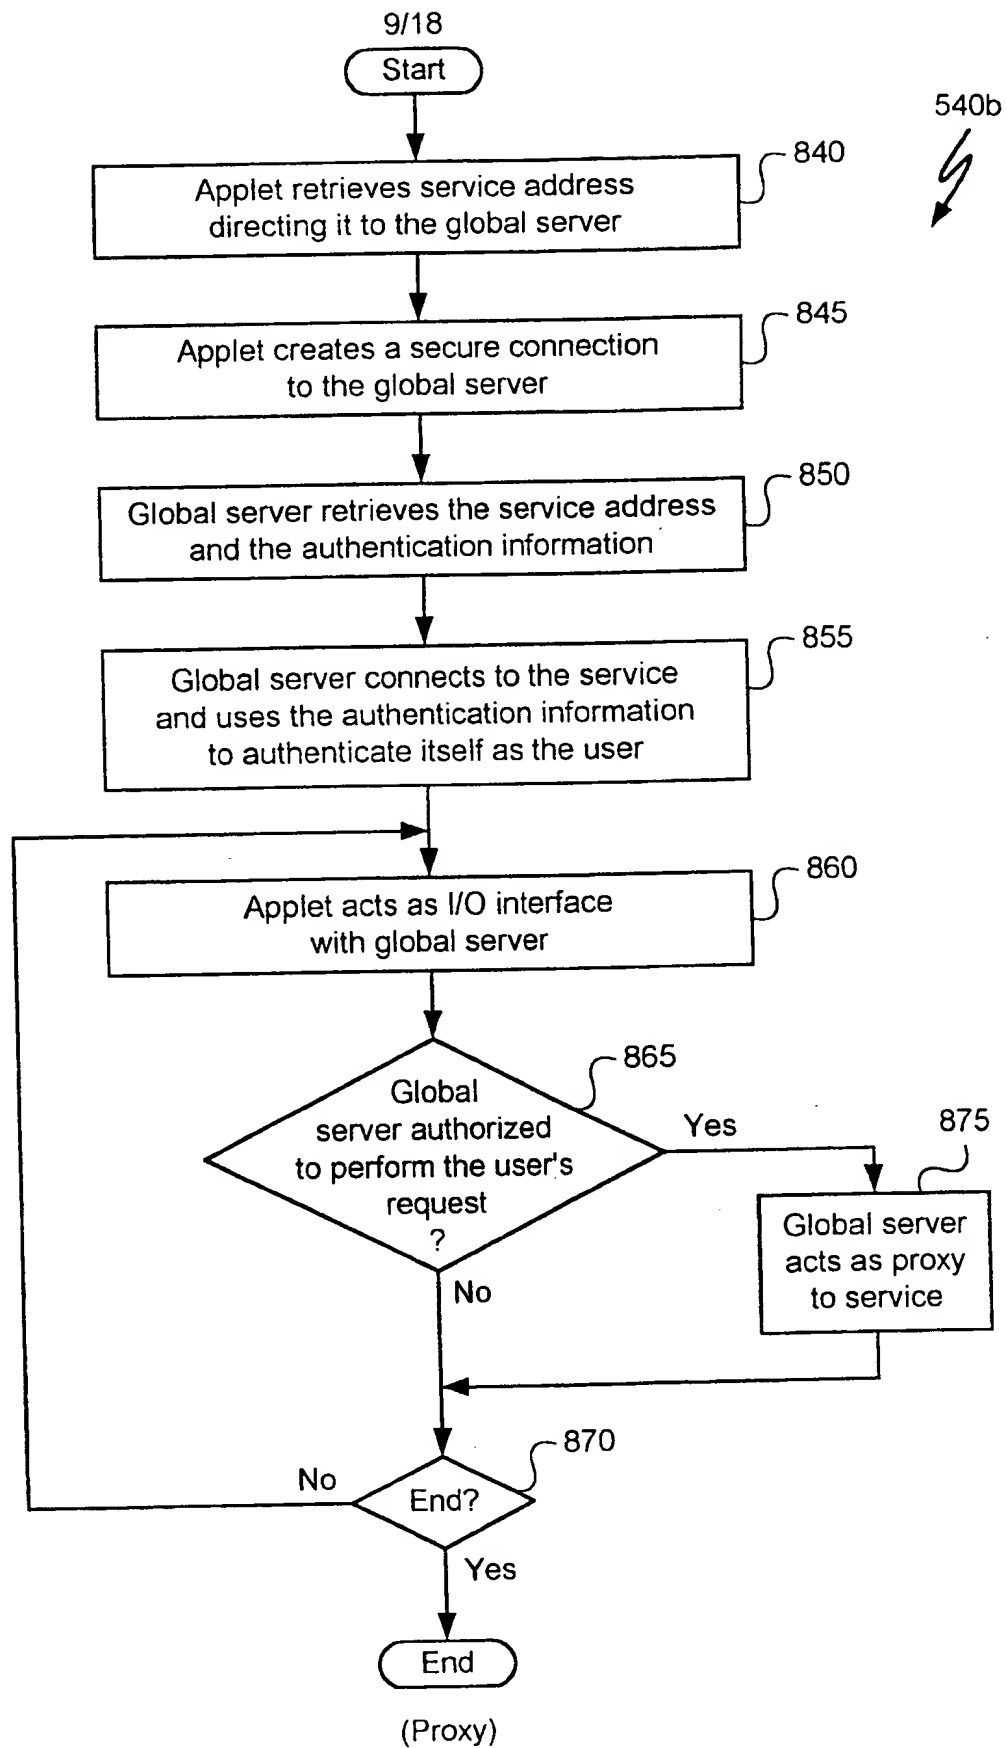 9/18
Start
540b
840
Applet retrieves service address
directing it to the global server
845
Applet creates a secure connection
to the global server
850
Global server retrieves the service address
and the authentication information
855
Global server connects to the service
and uses the authentication information
to authenticate itself as the user
860
Applet acts as I/O interface
with global server
865
Global
server authorized
to perform the user's
request
?
Yes
875
Global server
acts as proxy
to service
No
870
No
End?
Yes
End
(Proxy)